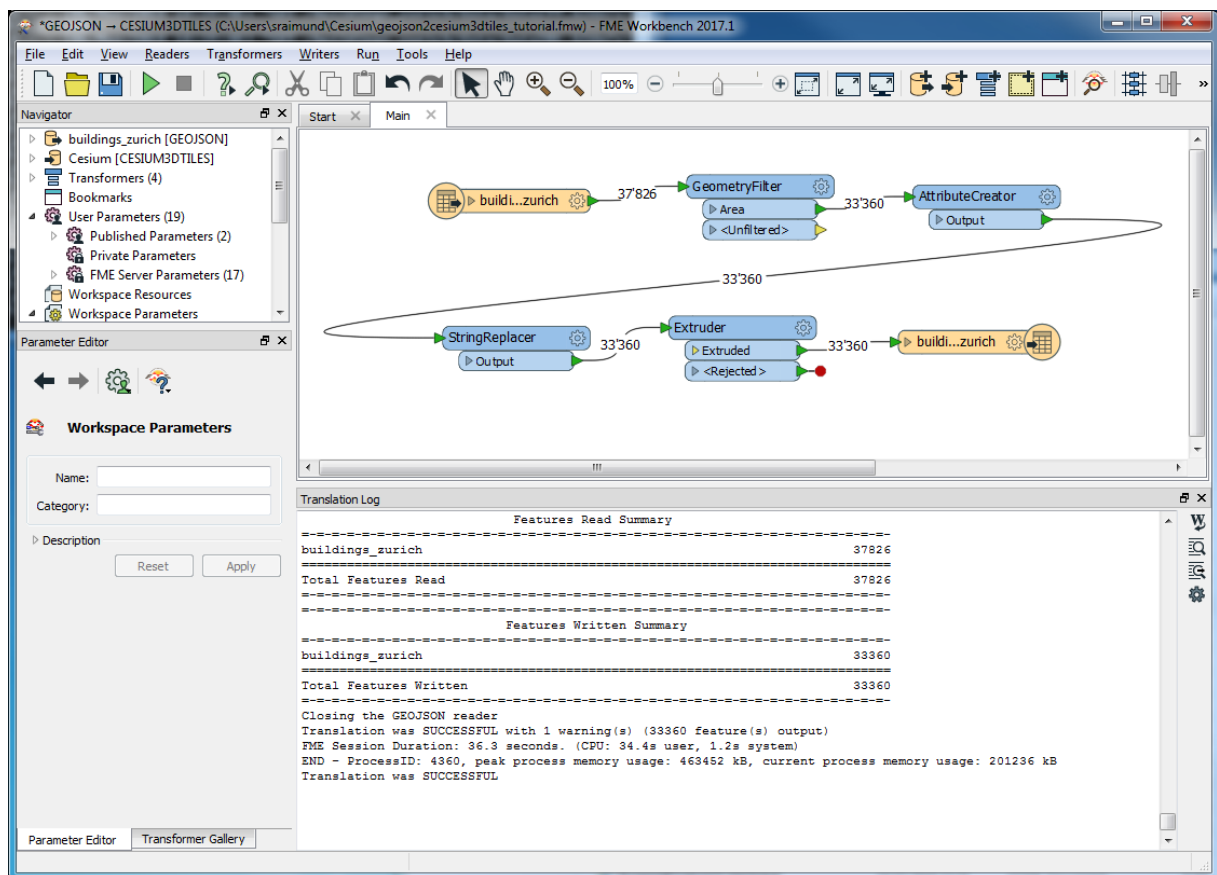 *GEOJSON → CESIUM3DTILES (C:\Users\sraimund\Cesium\geojson2cesium3dtiles_tutorial.fmw) - FME Workbench 2017.1
File Edit View Readers Transformers Writers Run Tools Help
100%
»
Navigator
buildings_zurich [GEOJSON]
Cesium [CESIUM3DTILES]
Transformers (4)
Bookmarks
User Parameters (19)
Published Parameters (2)
Private Parameters
FME Server Parameters (17)
Workspace Resources
Workspace Parameters
Start
Main
buildi...zurich
37'826
GeometryFilter
Area
<Unfiltered>
33'360
AttributeCreator
Output
33'360
StringReplacer
Output
33'360
Extruder
Extruded
<Rejected>
33'360
buildi...zurich
Parameter Editor
Workspace Parameters
Name:
Category:
Description
Reset Apply
Parameter Editor Transformer Gallery
Translation Log
Features Read Summary
=-=-=-=-=-=-=-=-=-=-=-=-=-=-=-=-=-=-=-=-=-=-=-=-=-=-=-=-=-=-=-=-=-=-=-=-=-=-
buildings_zurich 37826
==============================================================================
Total Features Read 37826
=-=-=-=-=-=-=-=-=-=-=-=-=-=-=-=-=-=-=-=-=-=-=-=-=-=-=-=-=-=-=-=-=-=-=-=-=-=-
=-=-=-=-=-=-=-=-=-=-=-=-=-=-=-=-=-=-=-=-=-=-=-=-=-=-=-=-=-=-=-=-=-=-=-=-=-=-
Features Written Summary
=-=-=-=-=-=-=-=-=-=-=-=-=-=-=-=-=-=-=-=-=-=-=-=-=-=-=-=-=-=-=-=-=-=-=-=-=-=-
buildings_zurich 33360
==============================================================================
Total Features Written 33360
=-=-=-=-=-=-=-=-=-=-=-=-=-=-=-=-=-=-=-=-=-=-=-=-=-=-=-=-=-=-=-=-=-=-=-=-=-=-
Closing the GEOJSON reader
Translation was SUCCESSFUL with 1 warning(s) (33360 feature(s) output)
FME Session Duration: 36.3 seconds. (CPU: 34.4s user, 1.2s system)
END - ProcessID: 4360, peak process memory usage: 463452 kB, current process memory usage: 201236 kB
Translation was SUCCESSFUL